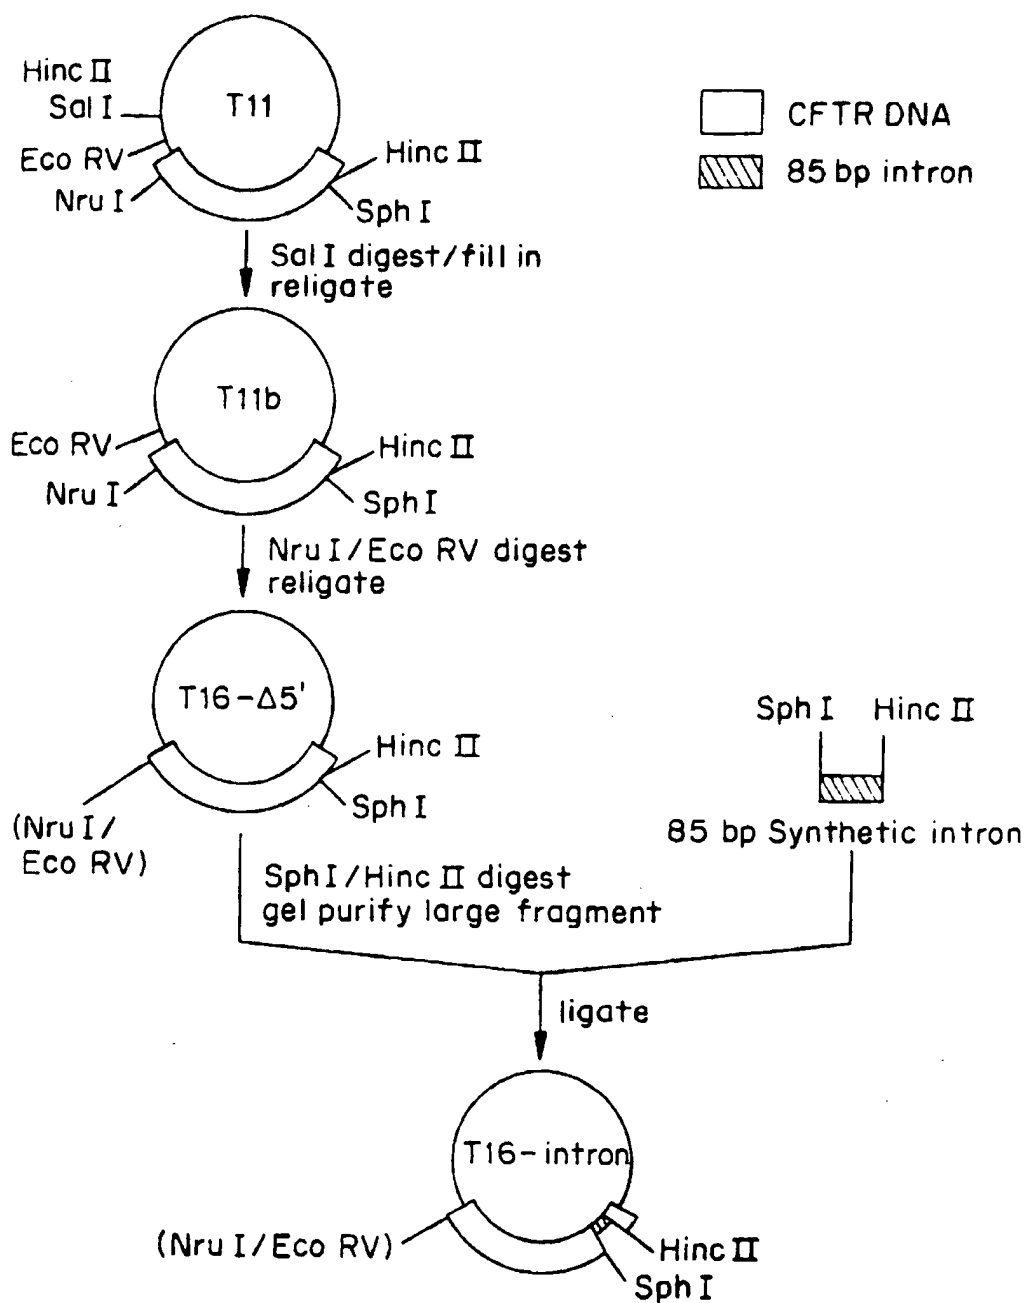 Hinc II
Sal I
Eco RV
Nru I
T11
Hinc II
Sph I
CFTR DNA
85 bp intron
Sal I digest/fill in
religate
T11b
Eco RV
Nru I
Hinc II
Sph I
Nru I/Eco RV digest
religate
T16-Δ5'
Hinc II
Sph I
(Nru I/
Eco RV)
Sph I Hinc II
85 bp Synthetic intron
Sph I/Hinc II digest
gel purify large fragment
ligate
T16-intron
(Nru I/Eco RV)
Hinc II
Sph I